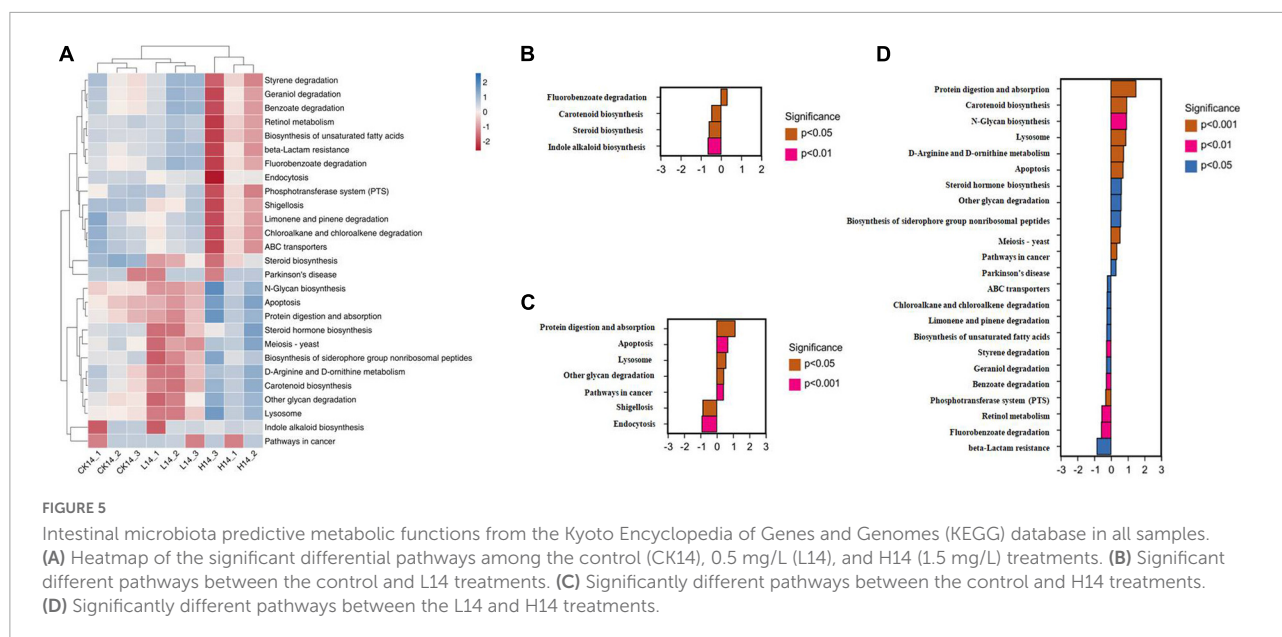 A
2
1
0
-1
-2
Styrene degradation
Geraniol degradation
Benzoate degradation
Retinol metabolism
Biosynthesis of unsaturated fatty acids
beta-Lactam resistance
Fluorobenzoate degradation
Endocytosis
Phosphotransferase system (PTS)
Shigellosis
Limonene and pinene degradation
Chloroalkane and chloroalkene degradation
ABC transporters
Steroid biosynthesis
Parkinson's disease
N-Glycan biosynthesis
Apoptosis
Protein digestion and absorption
Steroid hormone biosynthesis
Meiosis - yeast
Biosynthesis of siderophore group nonribosomal peptides
D-Arginine and D-ornithine metabolism
Carotenoid biosynthesis
Other glycan degradation
Lysosome
Indole alkaloid biosynthesis
Pathways in cancer
CK14_1
CK14_2
CK14_3
L14_1
L14_2
L14_3
H14_3
H14_1
H14_2
B
Fluorobenzoate degradation
Carotenoid biosynthesis
Steroid biosynthesis
Indole alkaloid biosynthesis
-3 -2 -1 0 1 2 3
Significance
p<0.05
p<0.01
C
Protein digestion and absorption
Apoptosis
Lysosome
Other glycan degradation
Pathways in cancer
Shigellosis
Endocytosis
-3 -2 -1 0 1 2 3
Significance
p<0.05
p<0.001
D
Protein digestion and absorption
Carotenoid biosynthesis
N-Glycan biosynthesis
Lysosome
D-Arginine and D-ornithine metabolism
Apoptosis
Steroid hormone biosynthesis
Other glycan degradation
Biosynthesis of siderophore group nonribosomal peptides
Meiosis - yeast
Pathways in cancer
Parkinson's disease
ABC transporters
Chloroalkane and chloroalkene degradation
Limonene and pinene degradation
Biosynthesis of unsaturated fatty acids
Styrene degradation
Geraniol degradation
Benzoate degradation
Phosphotransferase system (PTS)
Retinol metabolism
Fluorobenzoate degradation
beta-Lactam resistance
-3 -2 -1 0 1 2 3
Significance
p<0.001
p<0.01
p<0.05
FIGURE 5
Intestinal microbiota predictive metabolic functions from the Kyoto Encyclopedia of Genes and Genomes (KEGG) database in all samples.
(A) Heatmap of the significant differential pathways among the control (CK14), 0.5 mg/L (L14), and H14 (1.5 mg/L) treatments. (B) Significant
different pathways between the control and L14 treatments. (C) Significantly different pathways between the control and H14 treatments.
(D) Significantly different pathways between the L14 and H14 treatments.